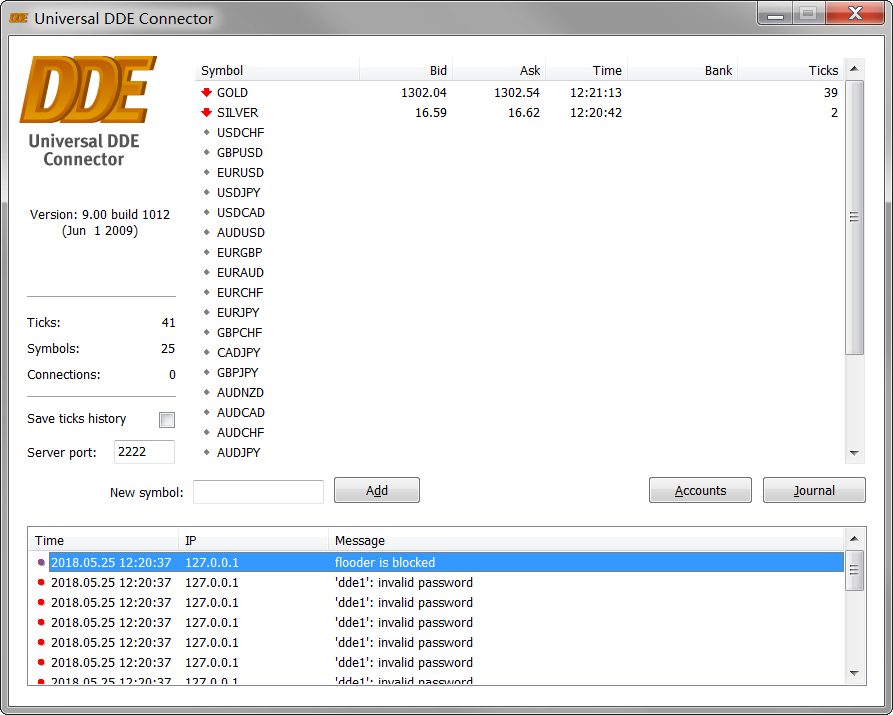 DDE Universal DDE Connector
DDE
Universal DDE
Connector
Version: 9.00 build 1012
(Jun 1 2009)
Ticks: 41
Symbols: 25
Connections: 0
Save ticks history
Server port: 2222
Symbol Bid Ask Time Bank Ticks
GOLD 1302.04 1302.54 12:21:13 39
SILVER 16.59 16.62 12:20:42 2
USDCHF
GBPUSD
EURUSD
USDJPY
USDCAD
AUDUSD
EURGBP
EURAUD
EURCHF
EURJPY
GBPCHF
CADJPY
GBPJPY
AUDNZD
AUDCAD
AUDCHF
AUDJPY
New symbol: Add Accounts Journal
Time IP Message
2018.05.25 12:20:37 127.0.0.1 flooder is blocked
2018.05.25 12:20:37 127.0.0.1 'dde1': invalid password
2018.05.25 12:20:37 127.0.0.1 'dde1': invalid password
2018.05.25 12:20:37 127.0.0.1 'dde1': invalid password
2018.05.25 12:20:37 127.0.0.1 'dde1': invalid password
2018.05.25 12:20:37 127.0.0.1 'dde1': invalid password
2018.05.25 12:20:37 127.0.0.1 'dde1': invalid password